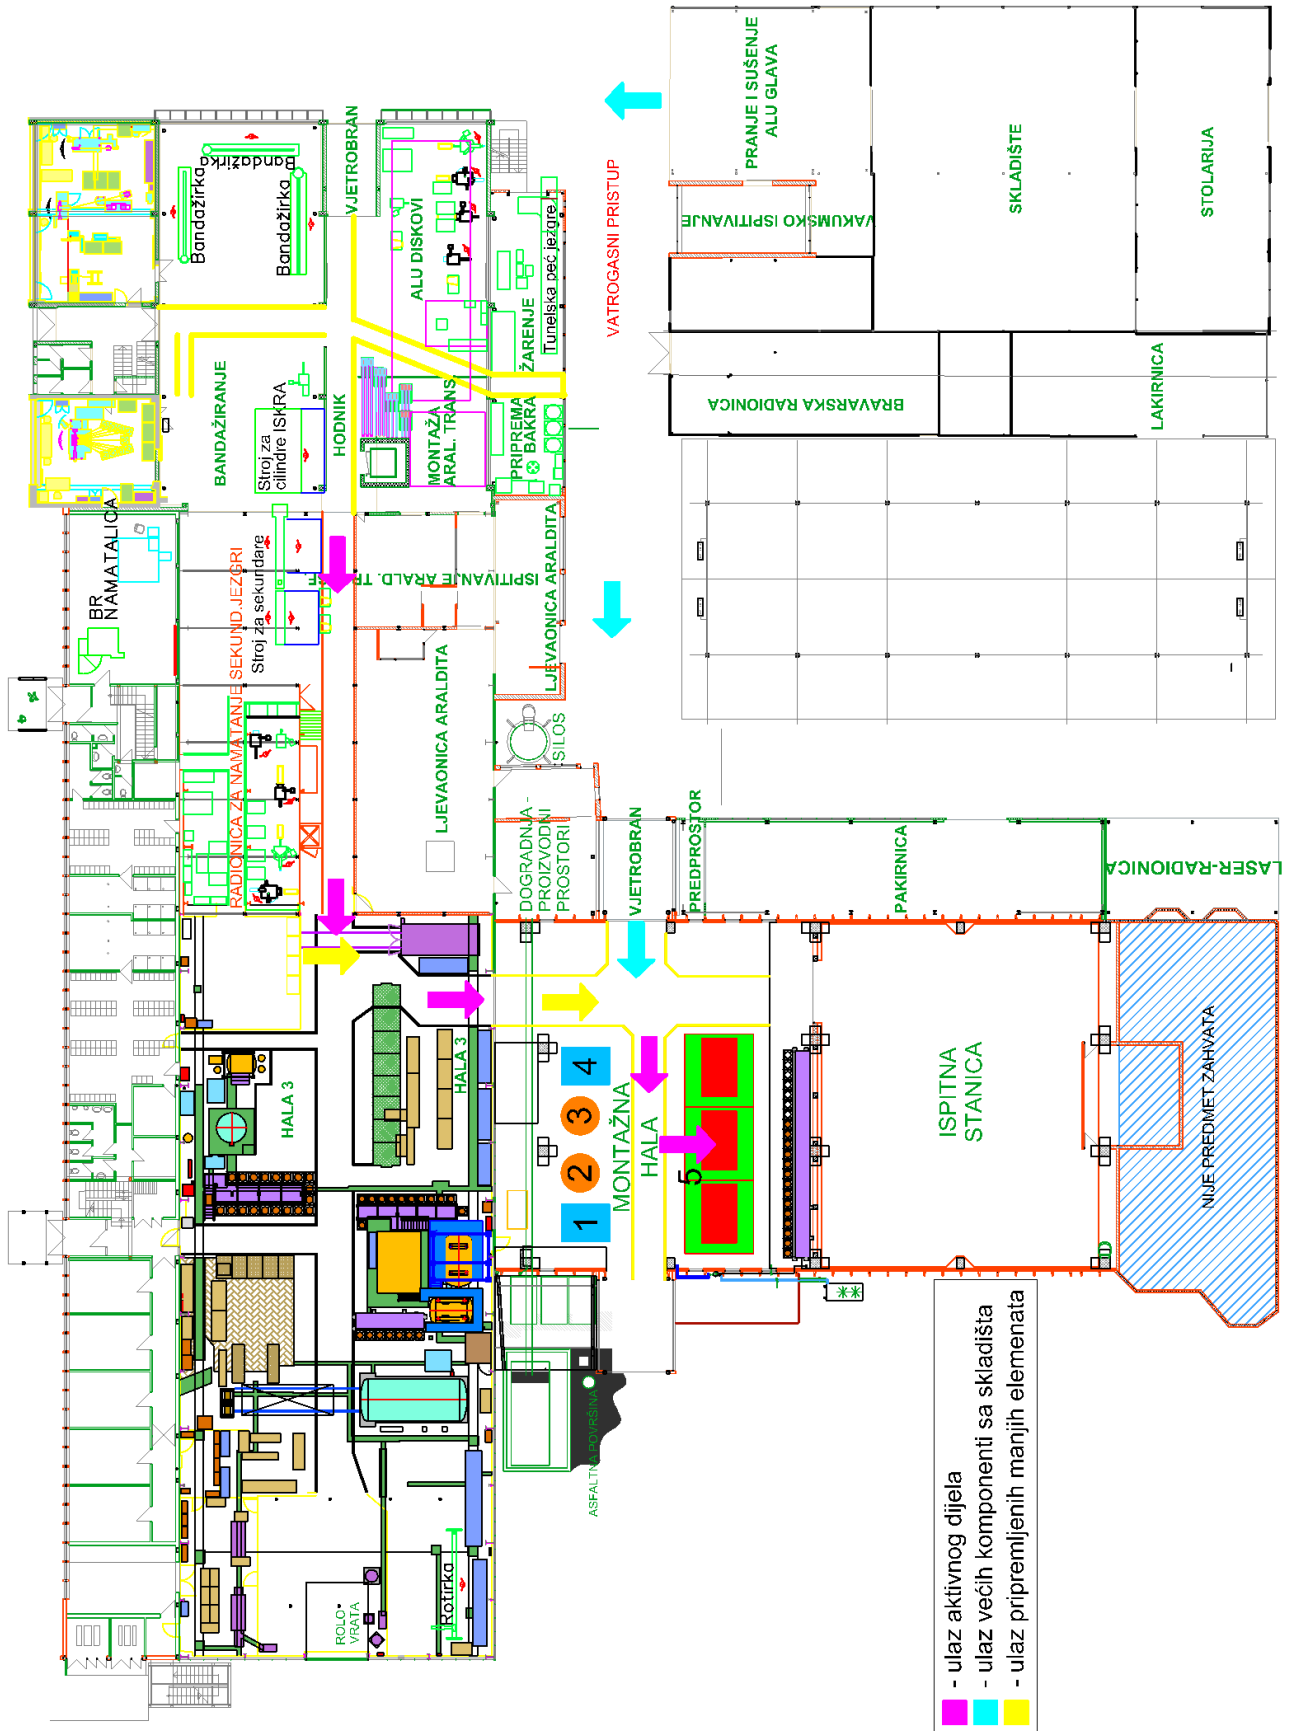 VJETROBRAN
PRANJE I SUŠENJE
ALU GLAVA
SKLADIŠTE
STOLARIJA
VAKUMSKO ISPITIVANJE
VATROGASNI PRISTUP
Bandažirka
Bandažirka
Bandažirka
ALU DISKOVI
Tunelska peć jezgre
BANDAŽIRANJE
Stroj za
cilindre ISKRA
HODNIK
MONTAŽA
ARAL. TRANS
PRIPREMA
BAKRA
ŽARENJE
BRAVARSKA RADIONICA
LAKIRNICA
BR
NAMATALICA
RADIONICA ZA NAMATANJE SEKUND.JEZGRI
Stroj za sekundare
ISPITIVANJE ARALD. TR
LJEVAONICA ARALDITA
LJEVAONICA ARALDITA
SILOS
DOGRADNJA -
PROIZVODNI
PROSTORI
VJETROBRAN
PREDPROSTOR
PAKIRNICA
LASER-RADIONICA
HALA 3
HALA 3
1
2
3
4
5
MONTAŽNA
HALA
ISPITNA
STANICA
NIJE PREDMET ZAHVATA
ASFALTNA POVRŠINA
ROLO
VRATA
Rotirka
- ulaz aktivnog dijela
- ulaz većih komponenti sa skladišta
- ulaz pripremljenih manjih elemenata